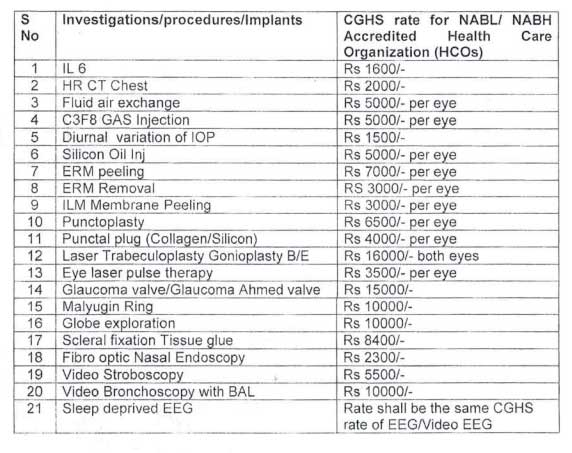 S No Investigations/procedures/Implants CGHS rate for NABL/ NABH Accredited Health Care Organization (HCOs)
1 IL 6 Rs 1600/-
2 HR CT Chest Rs 2000/-
3 Fluid air exchange Rs 5000/- per eye
4 C3F8 GAS Injection Rs 5000/- per eye
5 Diurnal variation of IOP Rs 1500/-
6 Silicon Oil Inj Rs 5000/- per eye
7 ERM peeling Rs 7000/- per eye
8 ERM Removal RS 3000/- per eye
9 ILM Membrane Peeling Rs 3000/- per eye
10 Punctoplasty Rs 6500/- per eye
11 Punctal plug (Collagen/Silicon) Rs 4000/- per eye
12 Laser Trabeculoplasty Gonioplasty B/E Rs 16000/- both eyes
13 Eye laser pulse therapy Rs 3500/- per eye
14 Glaucoma valve/Glaucoma Ahmed valve Rs 15000/-
15 Malyugin Ring Rs 10000/-
16 Globe exploration Rs 10000/-
17 Scleral fixation Tissue glue Rs 8400/-
18 Fibro optic Nasal Endoscopy Rs 2300/-
19 Video Stroboscopy Rs 5500/-
20 Video Bronchoscopy with BAL Rs 10000/-
21 Sleep deprived EEG Rate shall be the same CGHS
rate of EEG/Video EEG